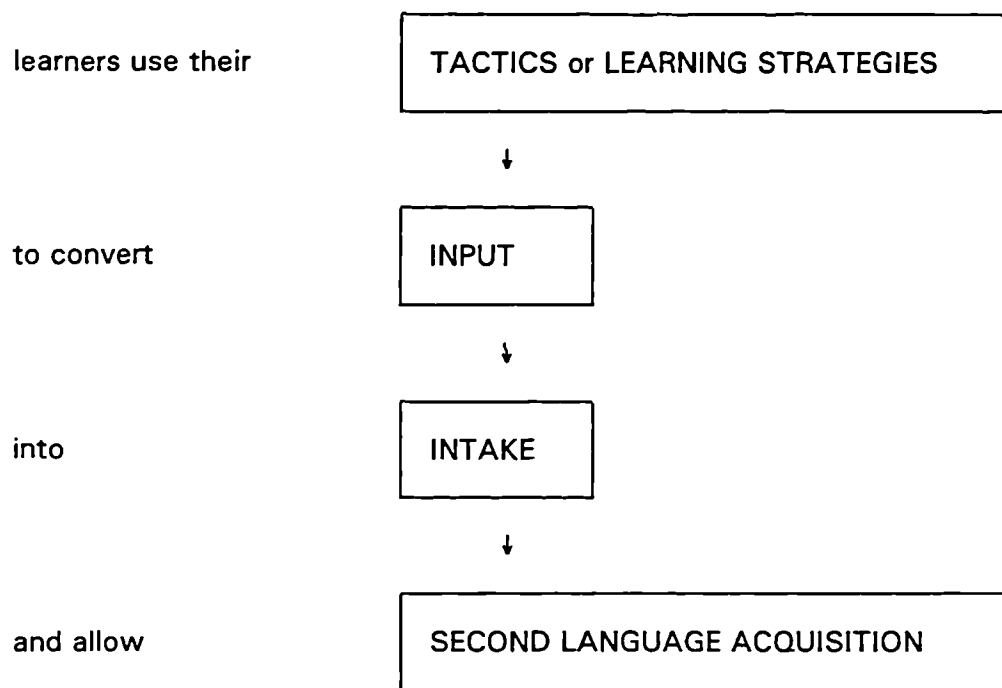 learners use their TACTICS or LEARNING STRATEGIES
to convert INPUT
into INTAKE
and allow SECOND LANGUAGE ACQUISITION